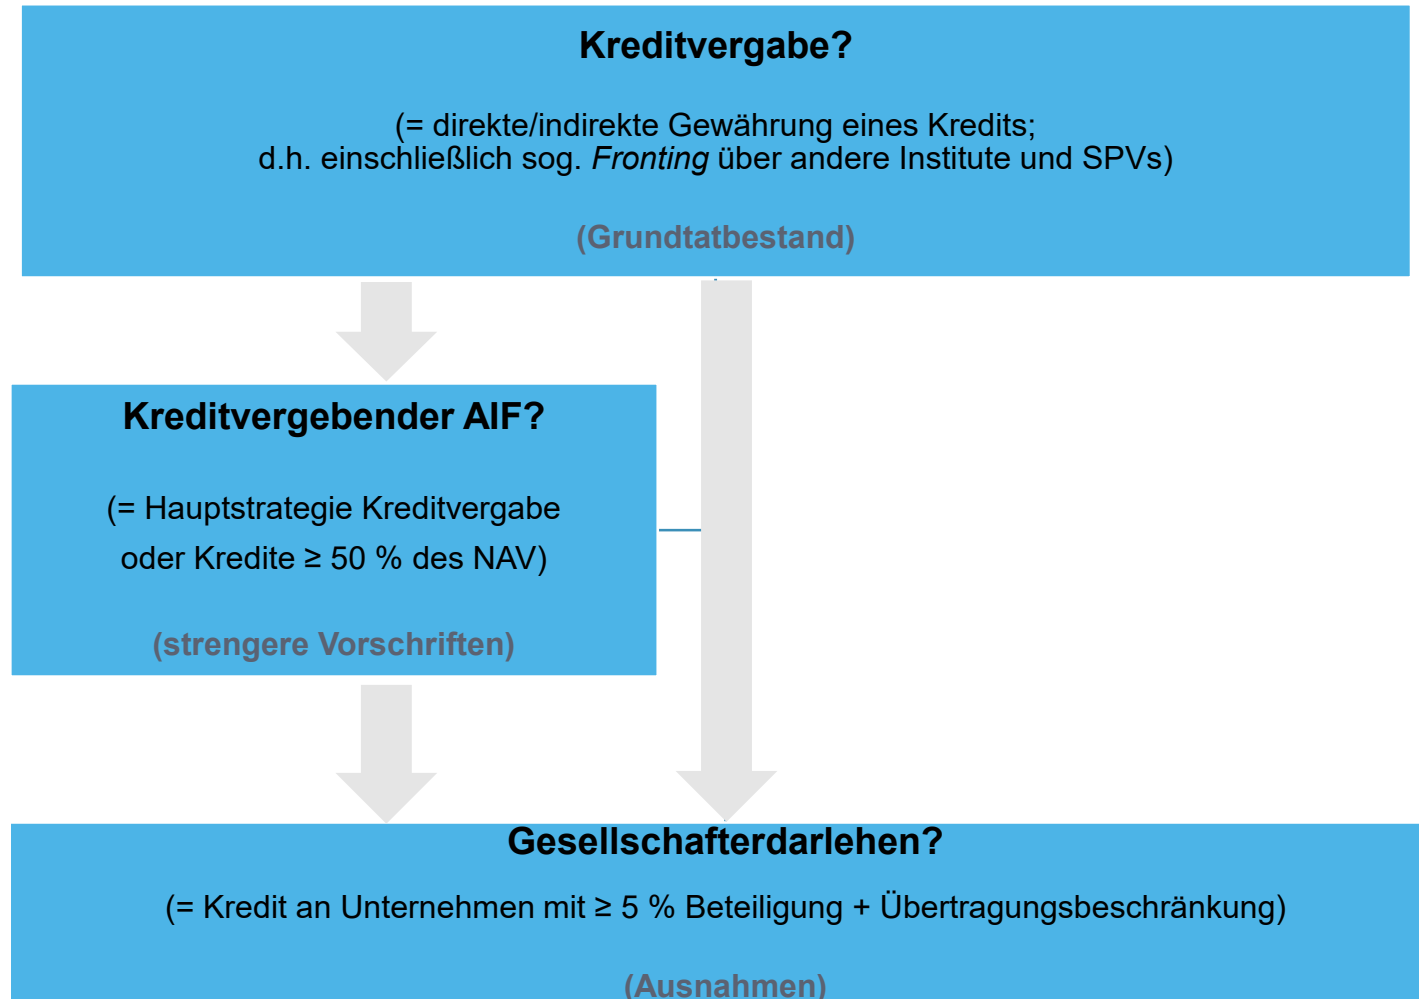 Kreditvergabe?
(= direkte/indirekte Gewährung eines Kredits;
d.h. einschließlich sog. Fronting über andere Institute und SPVs)
(Grundtatbestand)
Kreditvergebender AIF?
(= Hauptstrategie Kreditvergabe
oder Kredite ≥ 50 % des NAV)
(strengere Vorschriften)
Gesellschafterdarlehen?
(= Kredit an Unternehmen mit ≥ 5 % Beteiligung + Übertragungsbeschränkung)
(Ausnahmen)